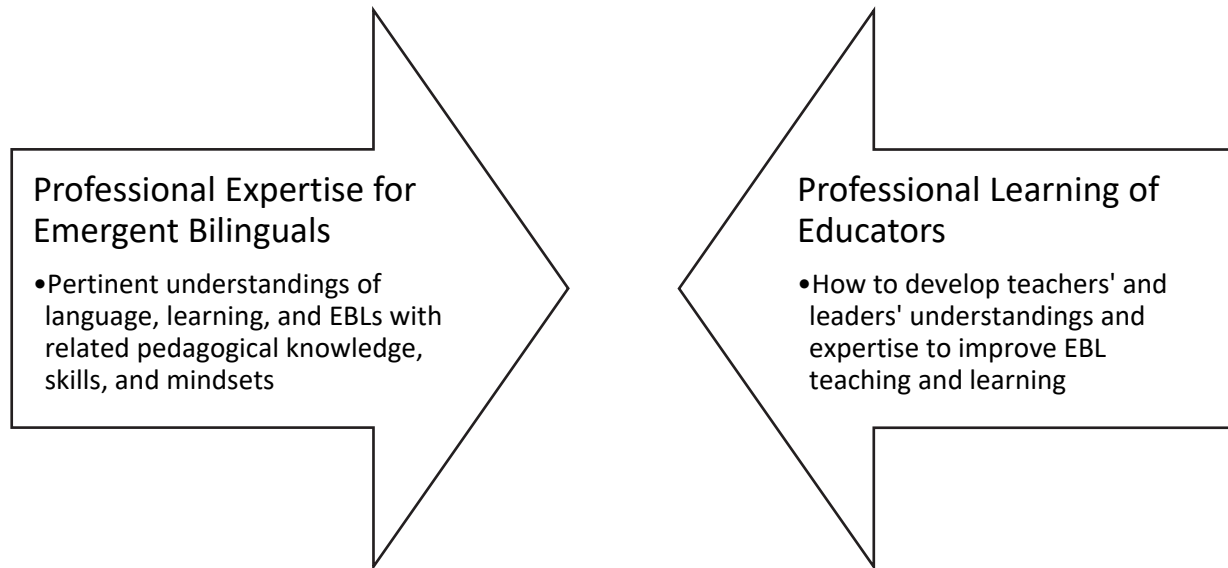 Professional Expertise for
Emergent Bilinguals
•Pertinent understandings of
language, learning, and EBLs with
related pedagogical knowledge,
skills, and mindsets
Professional Learning of
Educators
•How to develop teachers' and
leaders' understandings and
expertise to improve EBL
teaching and learning